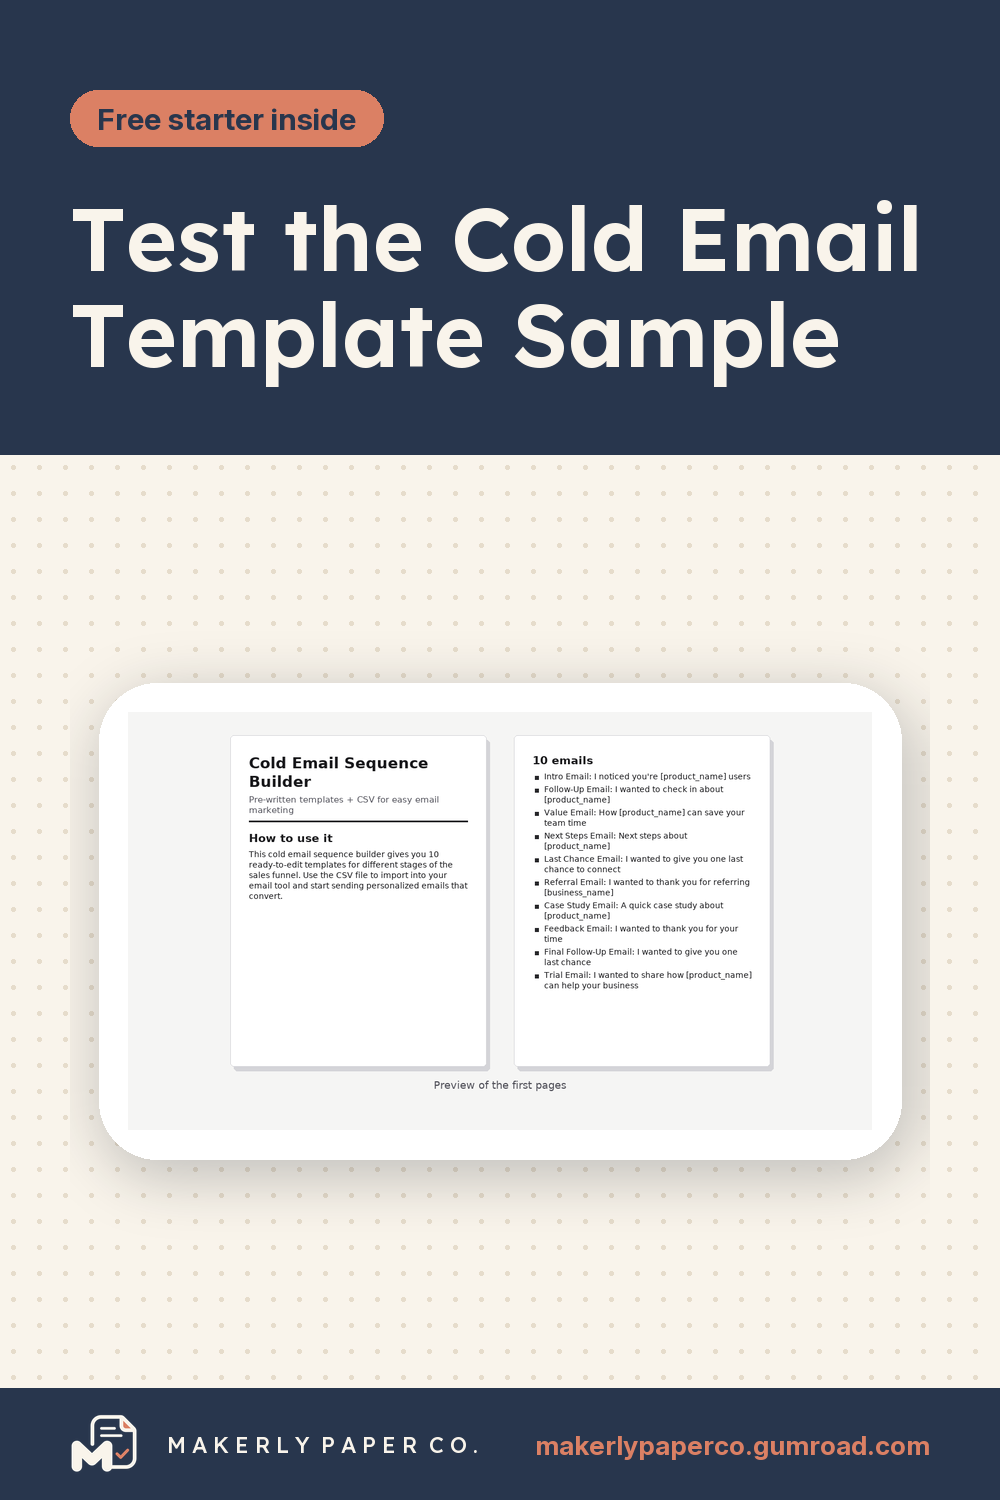 Free starter inside
Test the Cold Email
Template Sample
Cold Email Sequence
Builder
Pre-written templates + CSV for easy email
marketing
How to use it
This cold email sequence builder gives you 10
ready-to-edit templates for different stages of the
sales funnel. Use the CSV file to import into your
email tool and start sending personalized emails that
convert.
10 emails
▪ Intro Email: I noticed you're [product_name] users
▪ Follow-Up Email: I wanted to check in about
[product_name]
▪ Value Email: How [product_name] can save your
team time
▪ Next Steps Email: Next steps about
[product_name]
▪ Last Chance Email: I wanted to give you one last
chance to connect
▪ Referral Email: I wanted to thank you for referring
[business_name]
▪ Case Study Email: A quick case study about
[product_name]
▪ Feedback Email: I wanted to thank you for your
time
▪ Final Follow-Up Email: I wanted to give you one
last chance
▪ Trial Email: I wanted to share how [product_name]
can help your business
Preview of the first pages
MAKERLY PAPER CO.
makerlypaperco.gumroad.com